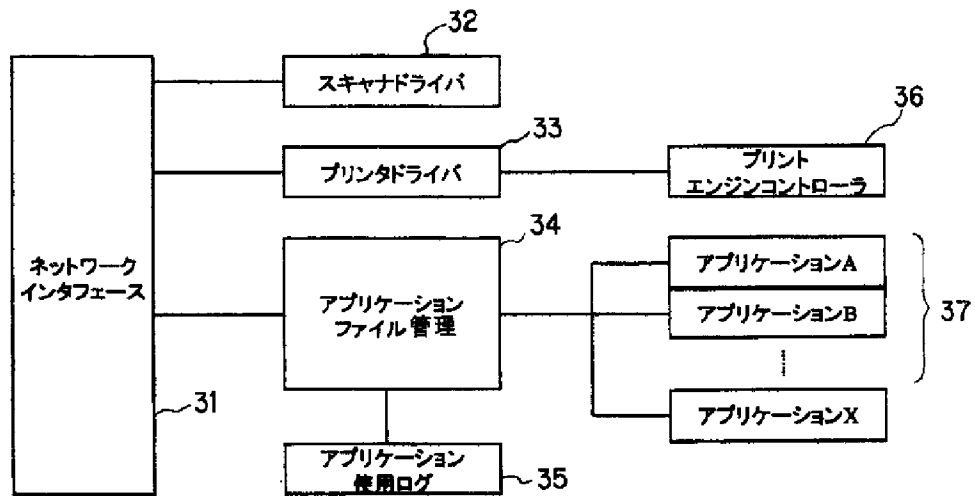 32
スキャナドライバ
33
プリンタドライバ
36
プリント
エンジンコントローラ
ネットワーク
インタフェース
31
34
アプリケーション
ファイル管理
アプリケーションA
アプリケーションB
アプリケーションX
37
アプリケーション
使用ログ
35